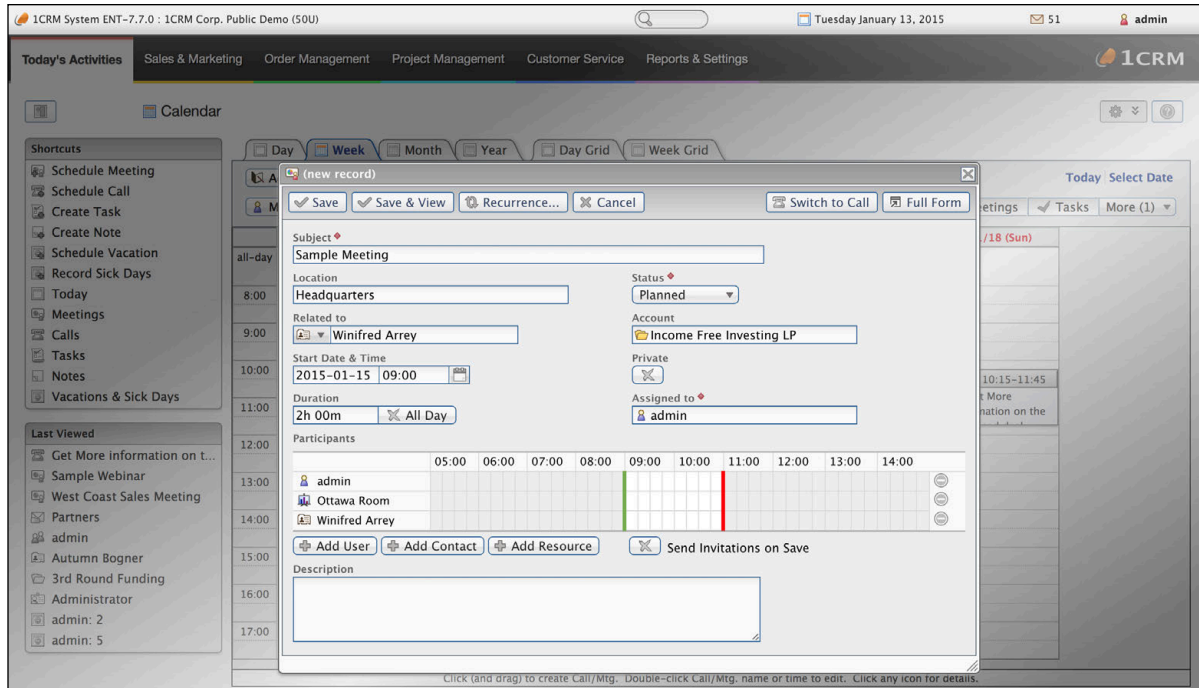 1CRM System ENT-7.7.0 : 1CRM Corp. Public Demo (50U)
Tuesday January 13, 2015
51
admin
Today's Activities
Sales & Marketing
Order Management
Project Management
Customer Service
Reports & Settings
1CRM
Calendar
Shortcuts
Schedule Meeting
Schedule Call
Create Task
Create Note
Schedule Vacation
Record Sick Days
Today
Meetings
Calls
Tasks
Notes
Vacations & Sick Days
Last Viewed
Get More information on t...
Sample Webinar
West Coast Sales Meeting
Partners
admin
Autumn Bogner
3rd Round Funding
Administrator
admin: 2
admin: 5
Day
Week
Month
Year
Day Grid
Week Grid
A
Today Select Date
M
etings
Tasks
More (1)
/18 (Sun)
all-day
8:00
9:00
10:00
11:00
12:00
13:00
14:00
15:00
16:00
17:00
10:15-11:45
t More
nation on the
(new record)
Save
Save & View
Recurrence...
Cancel
Switch to Call
Full Form
Subject
Sample Meeting
Location
Status
Headquarters
Planned
Related to
Account
Winifred Arrey
Income Free Investing LP
Start Date & Time
Private
2015-01-15 09:00
Duration
Assigned to
2h 00m
All Day
admin
Participants
05:00 06:00 07:00 08:00 09:00 10:00 11:00 12:00 13:00 14:00
admin
Ottawa Room
Winifred Arrey
Add User
Add Contact
Add Resource
Send Invitations on Save
Description
Click (and drag) to create Call/Mtg. Double-click Call/Mtg. name or time to edit. Click any icon for details.